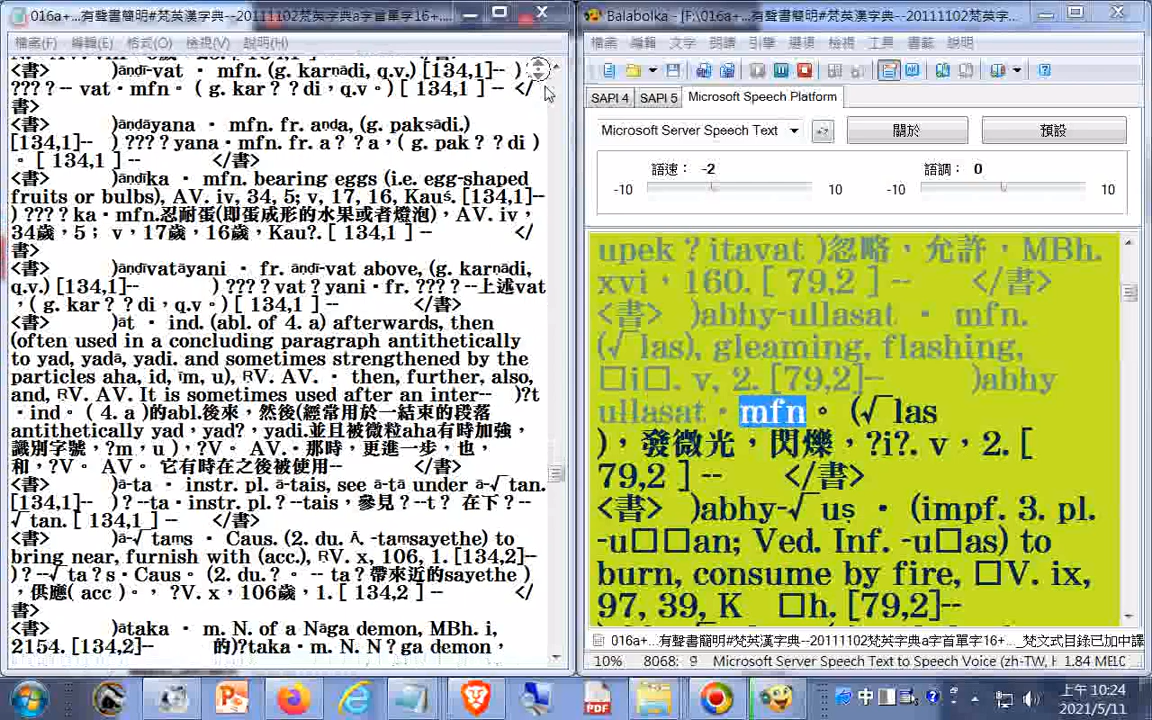 016a+...有聲書簡明#梵英漢字典--20111102梵英字典a字首單字16+...
檔案(F) 編輯(E) 格式(O) 檢視(V) 說明(H)
<書> )āṇḍī-vat ‧ mfn. (g. karṇādi, q.v.) [134,1]-- )
????-- vat‧mfn。 ( g. kar？？di，q.v。) [ 134,1 ] -- </
書>
<書> )āṇḍāyana ‧ mfn. fr. aṇḍa, (g. pakṣādi.)
[134,1]-- ) ????yana‧mfn. fr. a？？a，( g. pak？？di )
。 [ 134,1 ] -- </書>
<書> )āṇḍīka ‧ mfn. bearing eggs (i.e. egg-shaped
fruits or bulbs), AV. iv, 34, 5; v, 17, 16, Kauś. [134,1]--
) ????ka‧mfn.忍耐蛋(即蛋成形的水果或者燈泡)，AV. iv，
34歲，5； v，17歲，16歲，Kau?. [ 134,1 ] -- </
書>
<書> )āṇḍīvatāyani ‧ fr. āṇḍī-vat above, (g. karṇādi,
q.v.) [134,1]-- ) ????vat？yani‧fr. ????--上述vat
，( g. kar？？di，q.v。) [ 134,1 ] -- </書>
<書> )āt ‧ ind. (abl. of 4. a) afterwards, then
(often used in a concluding paragraph antithetically
to yad, yadā, yadi. and sometimes strengthened by the
particles aha, id, īm, u), ṚV. AV. ‧ then, further, also,
and, ṚV. AV. It is sometimes used after an inter-- )?t
‧ind。 ( 4. a )的abl.後來，然後(經常用於一結束的段落
antithetically yad，yad?，yadi.並且被微粒aha有時加強，
識別字號，?m，u )，?V。 AV.‧那時，更進一步，也，
和，?V。 AV。 它有時在之後被使用-- </書>
<書> )ā-ta ‧ instr. pl. ā-tais, see ā-tā under ā-√tan.
[134,1]-- )？--ta‧instr. pl.？--tais，參見？--t？ 在下？--
√tan. [ 134,1 ] -- </書>
<書> )ā-√taṃs ‧ Caus. (2. du. Ā. -taṃsayethe) to
bring near, furnish with (acc.), ṚV. x, 106, 1. [134,2]--
)？--√ta?s‧Caus。 (2. du.？。 -- ta？帶來近的sayethe )
，供應( acc )。， ?V. x，106歲，1. [ 134,2 ] -- </
書>
<書> )ātaka ‧ m. N. of a Nāga demon, MBh. i,
2154. [134,2]-- 的)?taka‧m. N. N？ga demon，
Balabolka - [F:\016a+...有聲書簡明#梵英漢字典--20111102梵英字...
檔案 編輯 文字 朗讀 引擎 選項 檢視 工具 書籤 說明
SAPI 4 SAPI 5 Microsoft Speech Platform
Microsoft Server Speech Text 關於 預設
語速： -2 語調： 0
-10 10 -10 10
upek？itavat )忽略，允許，MBh.
xvi，160. [ 79,2 ] -- </書>
<書> )abhy-ullasat ‧ mfn.
(√las), gleaming, flashing,
□i□. v, 2. [79,2]-- )abhy
ullasat‧mfn。 (√las
)，發微光，閃爍，?i?. v，2. [
79,2 ] -- </書>
<書> )abhy-√uṣ ‧ (impf. 3. pl.
-u□□an; Ved. Inf. -u□as) to
burn, consume by fire, □V. ix,
97, 39, K □h. [79,2]--
016a+...有聲書簡明#梵英漢字典--20111102梵英字典a字首單字16+..._梵文式目錄已加中譯
10% 8068: 9 Microsoft Server Speech Text to Speech Voice (zh-TW, H 1.84 MELC
中
上午 10:24
2021/5/11